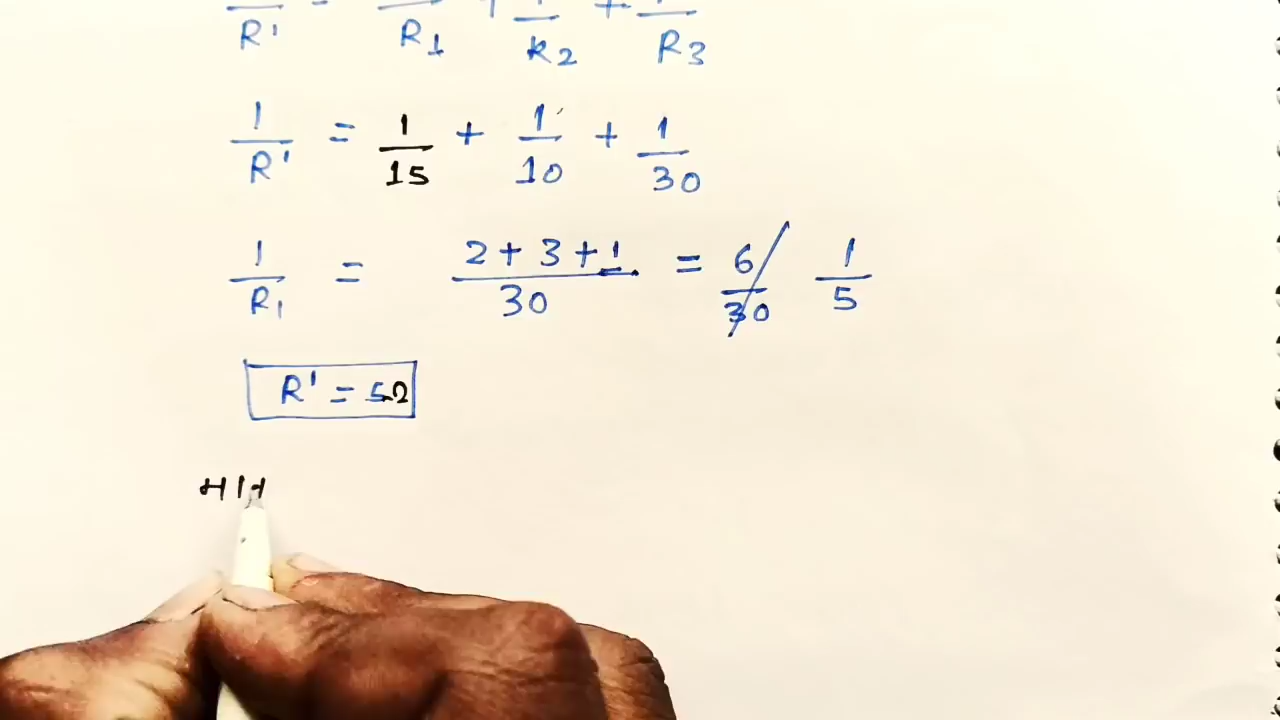 1/R' = 1/R1 + 1/R2 + 1/R3
1/R' = 1/15 + 1/10 + 1/30
1/R1 = 2+3+1/30 = 6/30 1/5
R' = 5Ω
मान